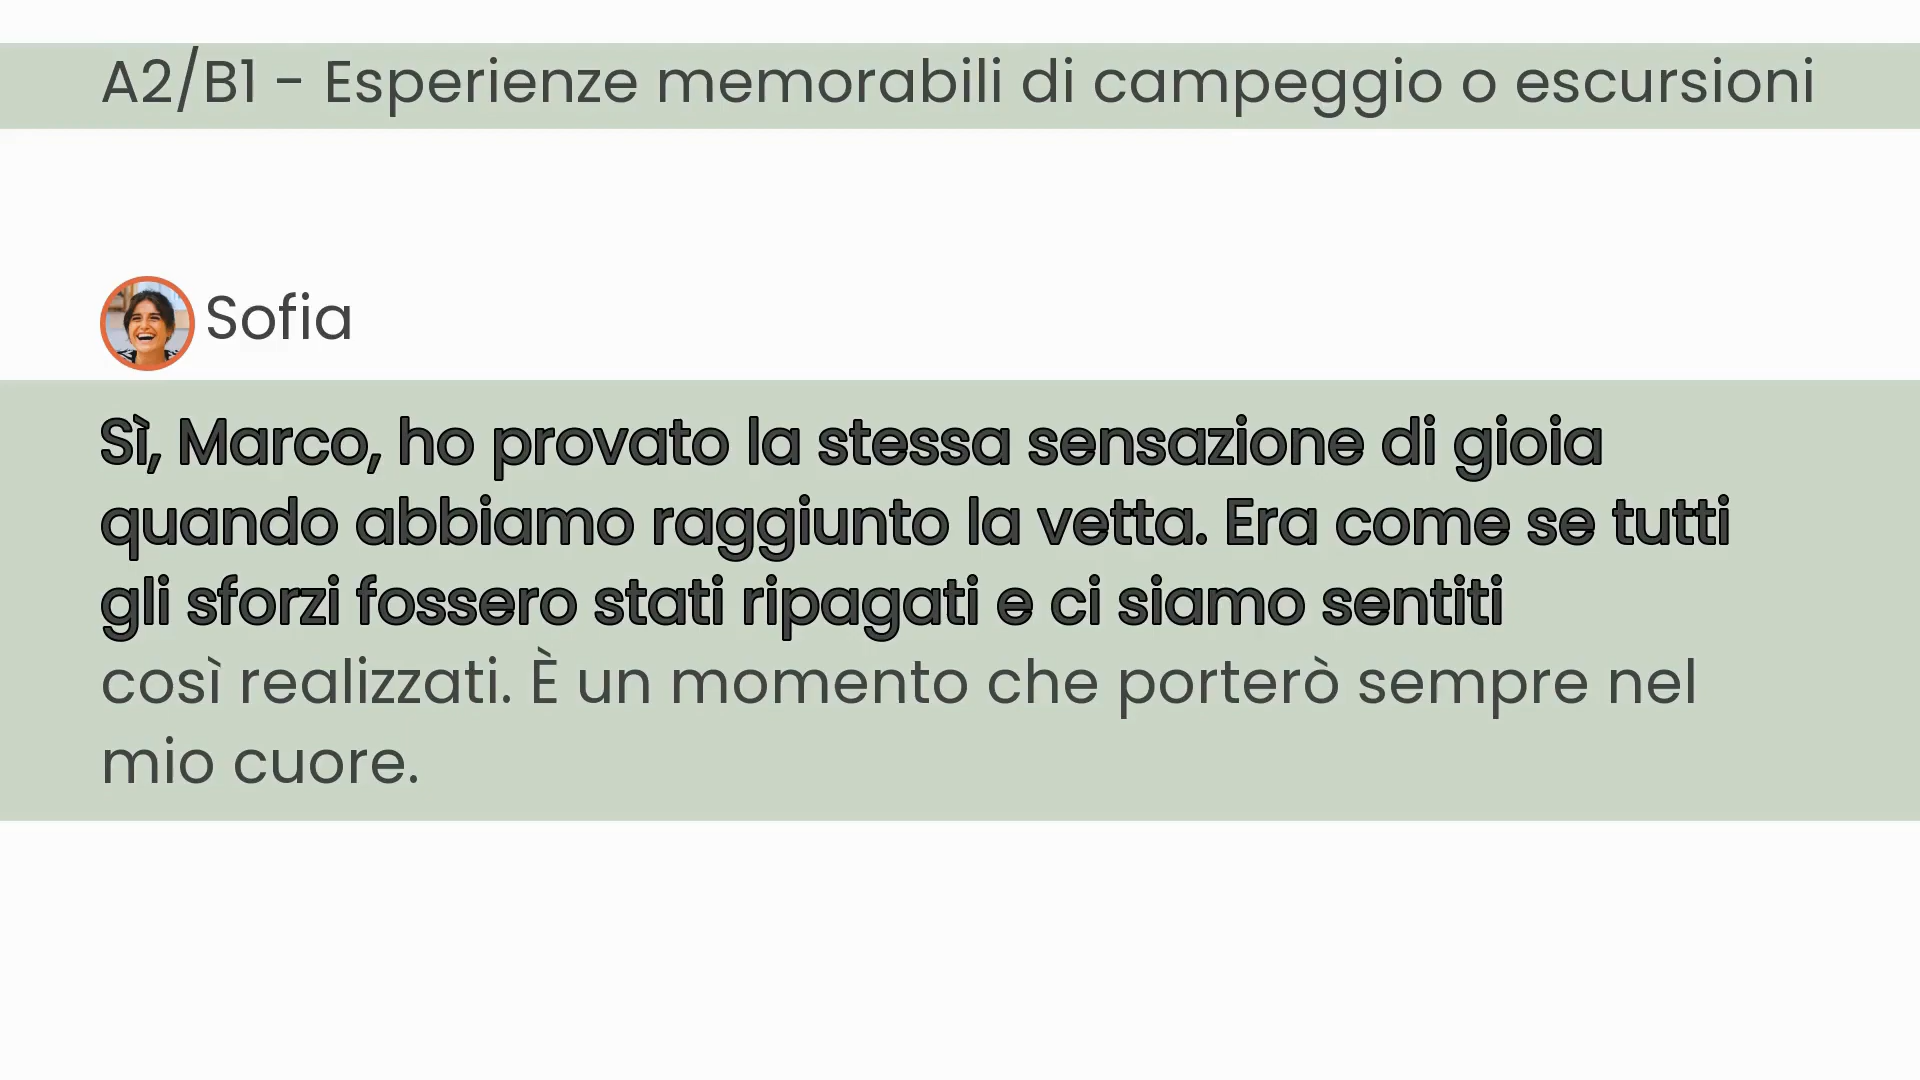 A2/B1 - Esperienze memorabili di campeggio o escursioni
Sofia
Sì, Marco, ho provato la stessa sensazione di gioia
quando abbiamo raggiunto la vetta. Era come se tutti
gli sforzi fossero stati ripagati e ci siamo sentiti
così realizzati. È un momento che porterò sempre nel
mio cuore.